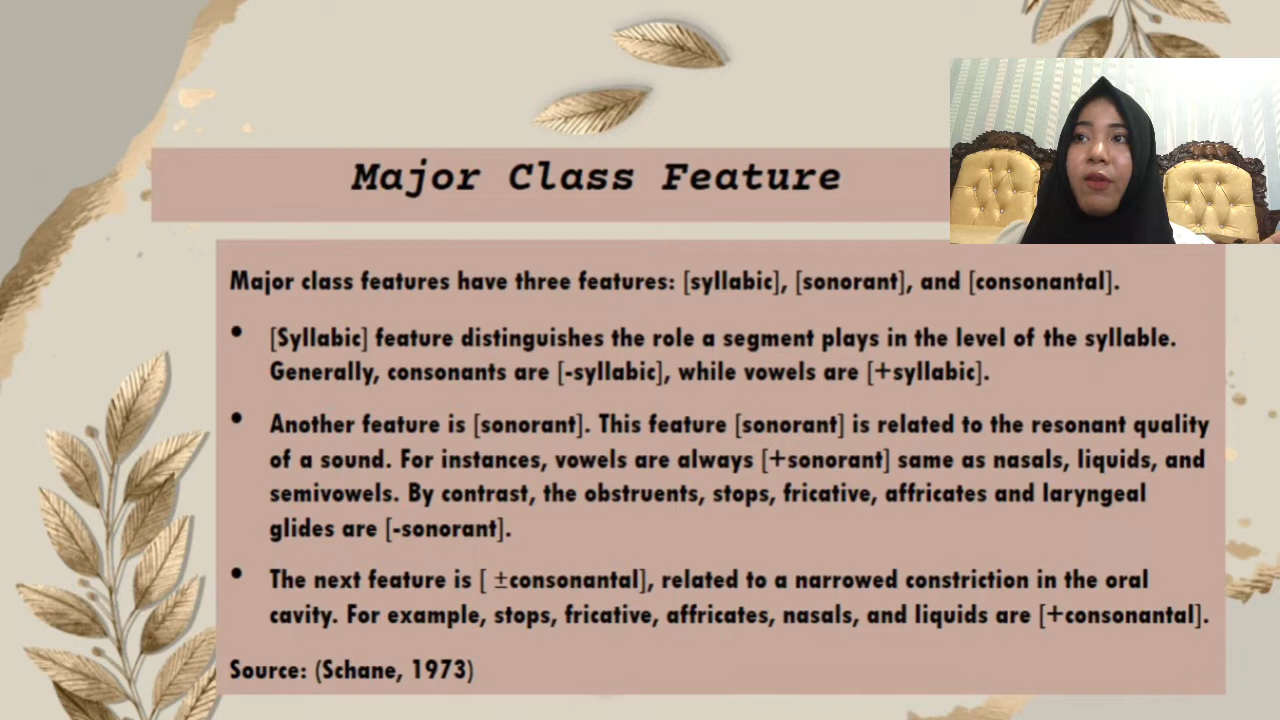 Major Class Feature
Major class features have three features: [syllabic], [sonorant], and [consonantal].
• [Syllabic] feature distinguishes the role a segment plays in the level of the syllable.
Generally, consonants are [-syllabic], while vowels are [+syllabic].
• Another feature is [sonorant]. This feature [sonorant] is related to the resonant quality
of a sound. For instances, vowels are always [+sonorant] same as nasals, liquids, and
semivowels. By contrast, the obstruents, stops, fricative, affricates and laryngeal
glides are [-sonorant].
• The next feature is [ ±consonantal], related to a narrowed constriction in the oral
cavity. For example, stops, fricative, affricates, nasals, and liquids are [+consonantal].
Source: (Schane, 1973)